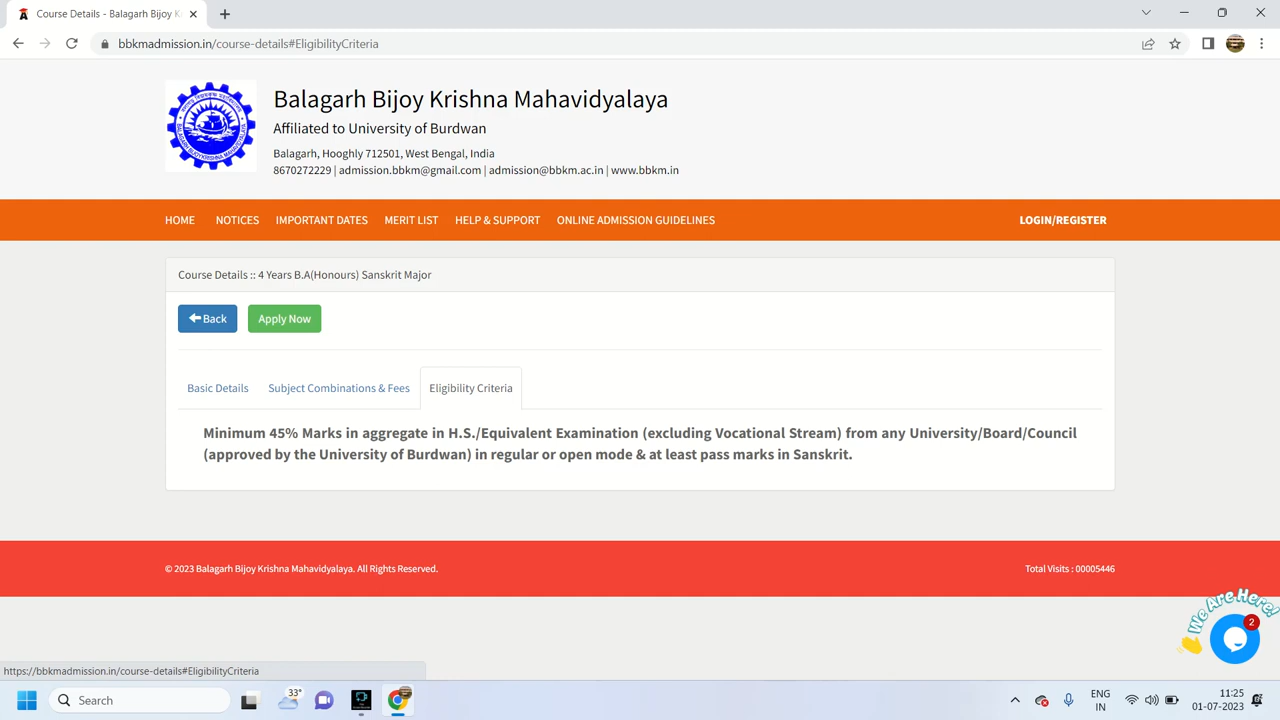 Course Details - Balagarh Bijoy K
bbkmadmission.in/course-details#EligibilityCriteria
Balagarh Bijoy Krishna Mahavidyalaya
Affiliated to University of Burdwan
Balagarh, Hooghly 712501, West Bengal, India
8670272229 | admission.bbkm@gmail.com | admission@bbkm.ac.in | www.bbkm.in
HOME NOTICES IMPORTANT DATES MERIT LIST HELP & SUPPORT ONLINE ADMISSION GUIDELINES LOGIN/REGISTER
Course Details :: 4 Years B.A(Honours) Sanskrit Major
Back Apply Now
Basic Details Subject Combinations & Fees Eligibility Criteria
Minimum 45% Marks in aggregate in H.S./Equivalent Examination (excluding Vocational Stream) from any University/Board/Council
(approved by the University of Burdwan) in regular or open mode & at least pass marks in Sanskrit.
© 2023 Balagarh Bijoy Krishna Mahavidyalaya. All Rights Reserved. Total Visits : 00005446
We Are Here!
2
https://bbkmadmission.in/course-details#EligibilityCriteria
Search 33° ENG 11:25
IN 01-07-2023